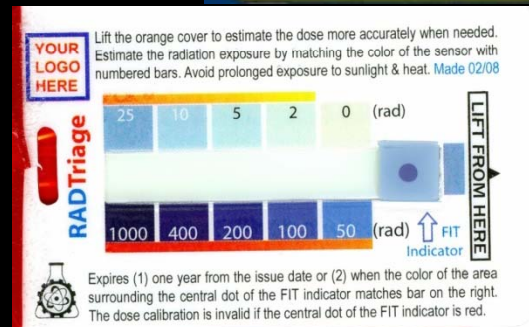 YOUR
LOGO
HERE
Lift the orange cover to estimate the dose more accurately when needed.
Estimate the radiation exposure by matching the color of the sensor with
numbered bars. Avoid prolonged exposure to sunlight & heat. Made 02/08
RADTriage
25 10 5 2 0 (rad)
1000 400 200 100 50 (rad)
FIT
Indicator
LIFT FROM HERE
Expires (1) one year from the issue date or (2) when the color of the area
surrounding the central dot of the FIT indicator matches bar on the right.
The dose calibration is invalid if the central dot of the FIT indicator is red.